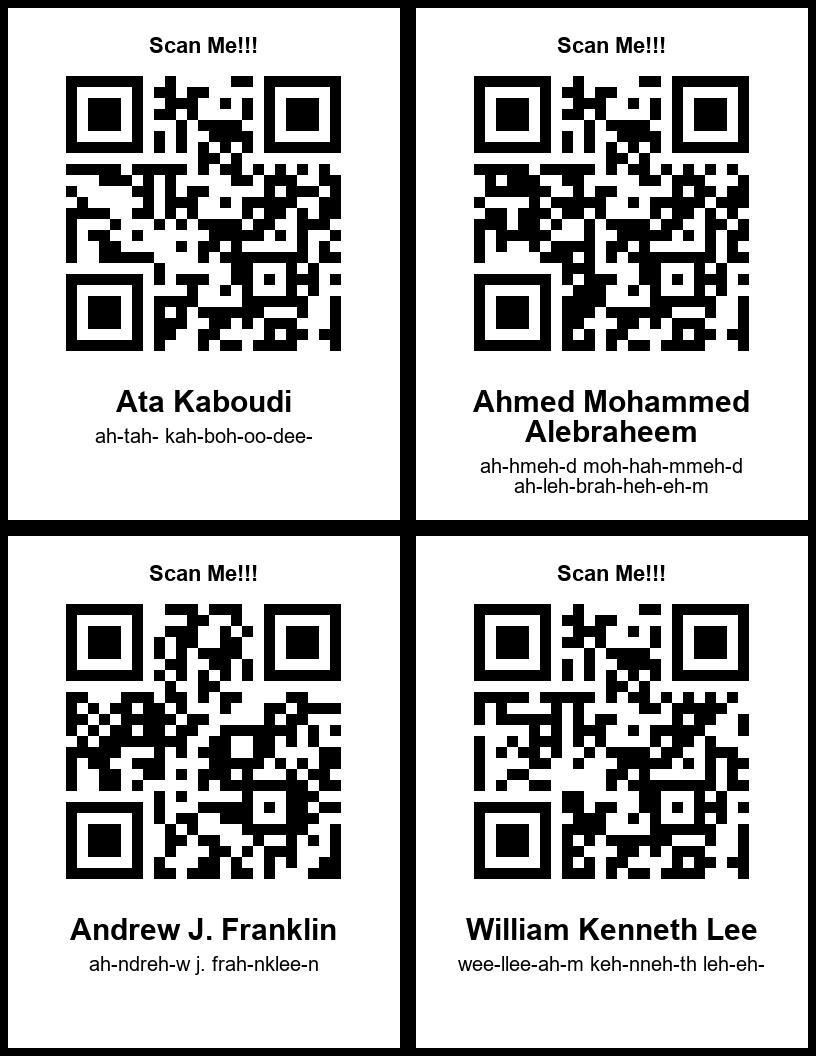 Scan Me!!!
Ata Kaboudi
ah-tah- kah-boh-oo-dee-
Scan Me!!!
Ahmed Mohammed
Alebraheem
ah-hmeh-d moh-hah-mmeh-d
ah-leh-brah-heh-eh-m
Scan Me!!!
Andrew J. Franklin
ah-ndreh-w j. frah-nklee-n
Scan Me!!!
William Kenneth Lee
wee-llee-ah-m keh-nneh-th leh-eh-